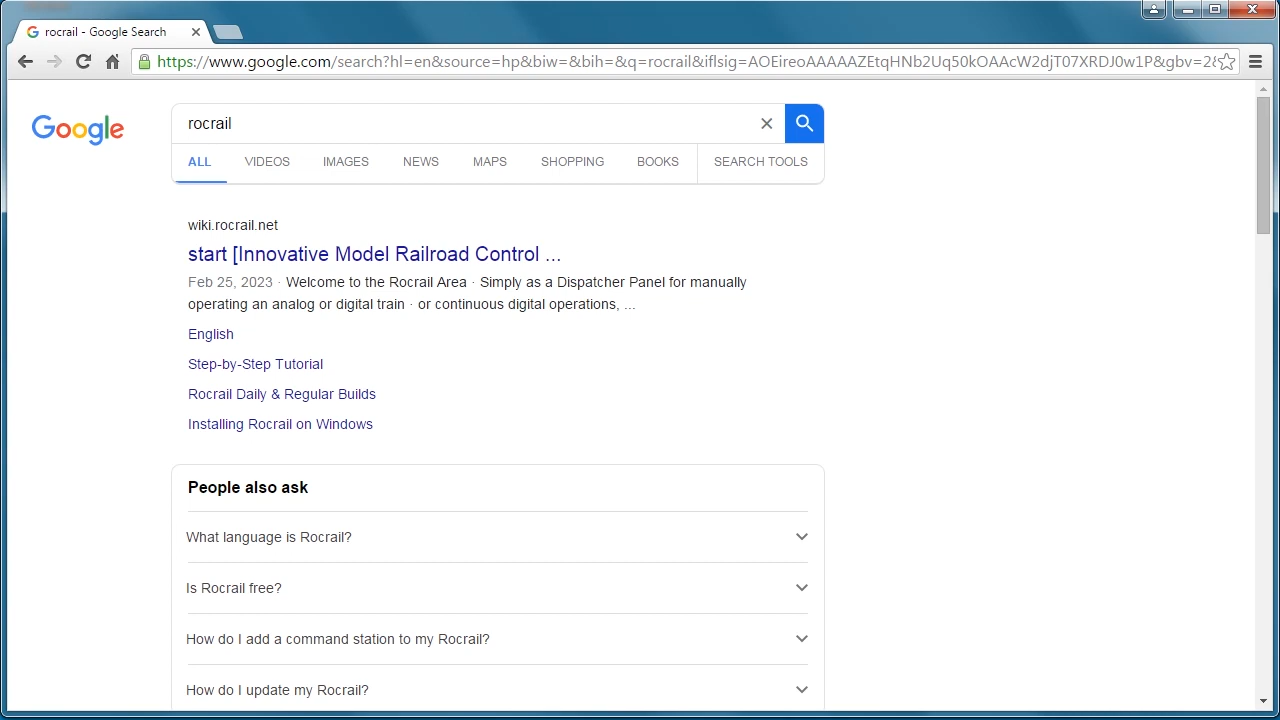 rocrail - Google Search
https://www.google.com/search?hl=en&source=hp&biw=&bih=&q=rocrail&iflsig=AOEireoAAAAAZEtqHNb2Uq50kOAAcW2djT07XRDJ0w1P&gbv=2&
Google
rocrail
ALL VIDEOS IMAGES NEWS MAPS SHOPPING BOOKS SEARCH TOOLS
wiki.rocrail.net
start [Innovative Model Railroad Control ...
Feb 25, 2023 · Welcome to the Rocrail Area · Simply as a Dispatcher Panel for manually
operating an analog or digital train · or continuous digital operations, ...
English
Step-by-Step Tutorial
Rocrail Daily & Regular Builds
Installing Rocrail on Windows
People also ask
What language is Rocrail?
Is Rocrail free?
How do I add a command station to my Rocrail?
How do I update my Rocrail?